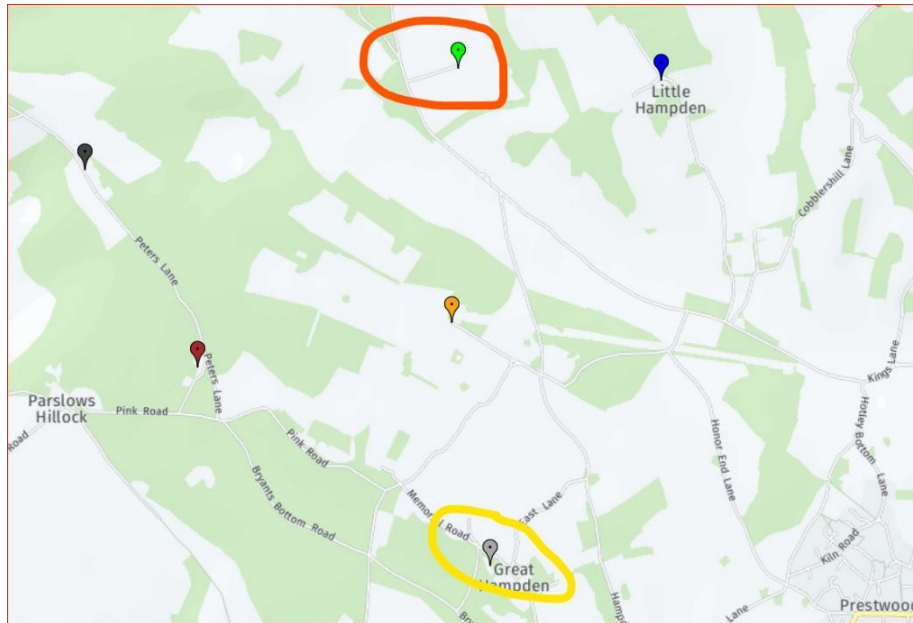 Little
Hampden
Cobblershill Lane
Peters Lane
Peters Lane
Parslows
Hillock
Pink Road
Road
Kings Lane
Hotley Bottom Lane
Pink Road
Honor End Lane
Bryants Bottom Road
Memorial Road
East Lane
Great
Hampden
Kiln Road
Lane
Prestwood